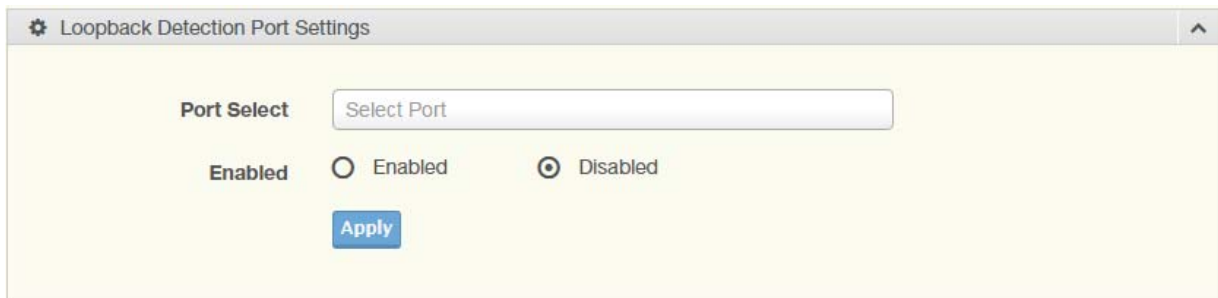 Loopback Detection Port Settings
Port Select Select Port
Enabled Enabled Disabled
Apply